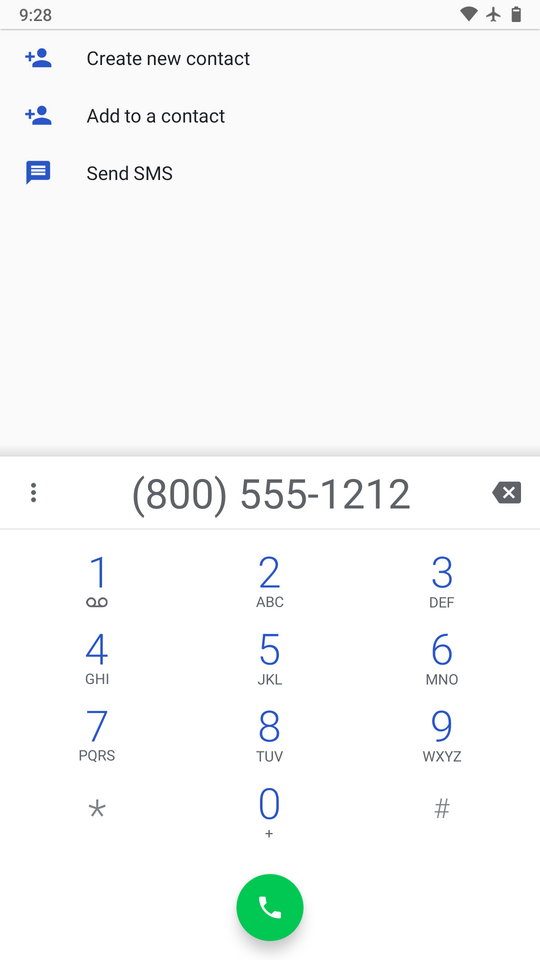 9:28
Create new contact
Add to a contact
Send SMS
(800) 555-1212
1 2 3
ABC DEF
4 5 6
GHI JKL MNO
7 8 9
PQRS TUV WXYZ
* 0 #
+